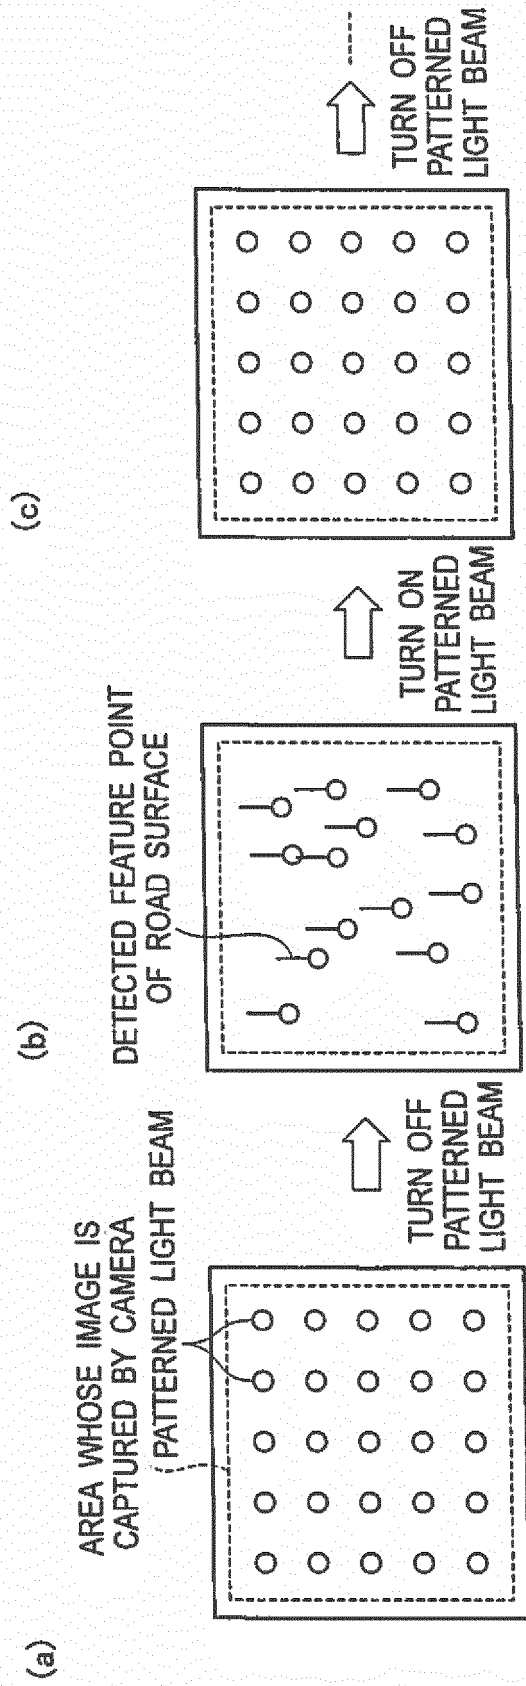 (a)
AREA WHOSE IMAGE IS
CAPTURED BY CAMERA
PATTERNED LIGHT BEAM
TURN OFF
PATTERNED
LIGHT BEAM
(b)
DETECTED FEATURE POINT
OF ROAD SURFACE
TURN ON
PATTERNED
LIGHT BEAM
(c)
TURN OFF
PATTERNED
LIGHT BEAM